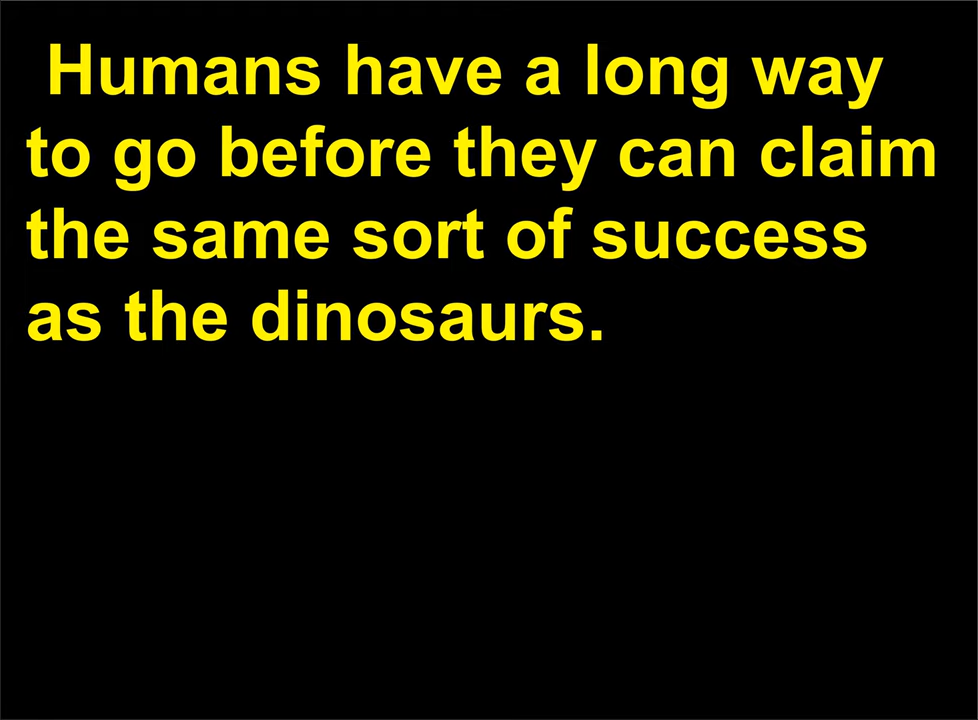 Humans have a long way
to go before they can claim
the same sort of success
as the dinosaurs.